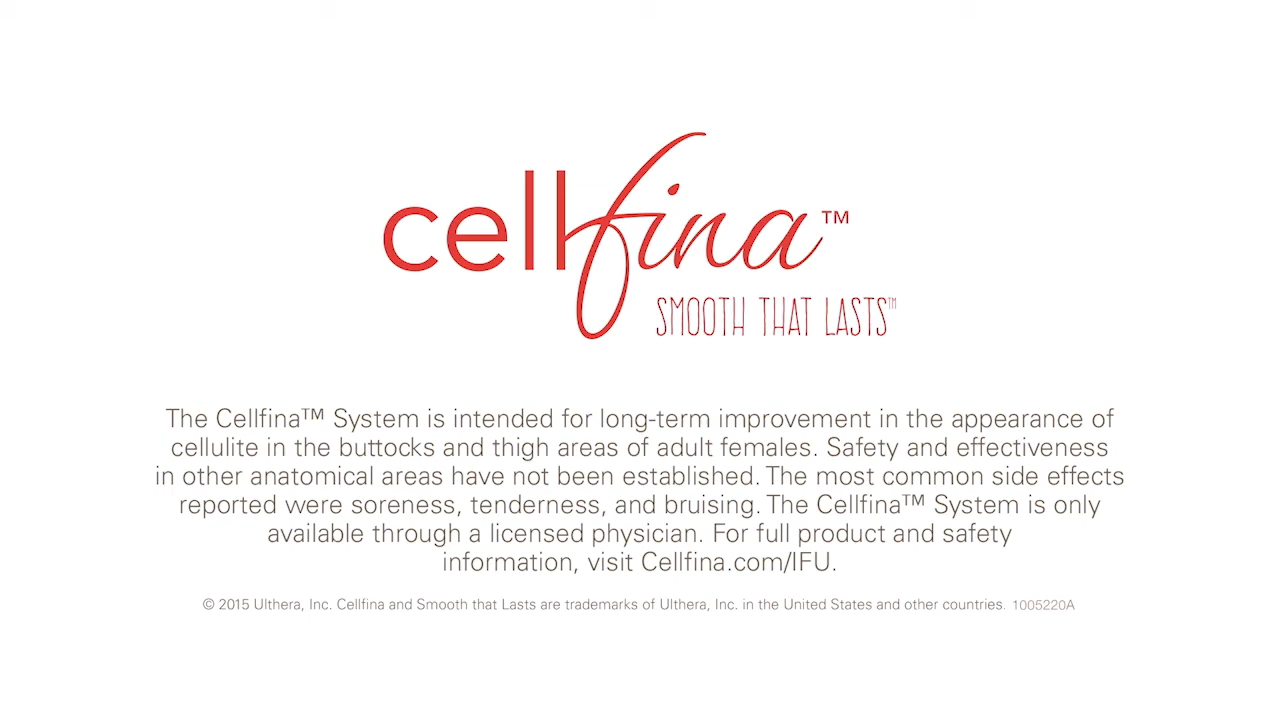 cellfina™
SMOOTH THAT LASTS™
The Cellfina™ System is intended for long-term improvement in the appearance of
cellulite in the buttocks and thigh areas of adult females. Safety and effectiveness
in other anatomical areas have not been established. The most common side effects
reported were soreness, tenderness, and bruising. The Cellfina™ System is only
available through a licensed physician. For full product and safety
information, visit Cellfina.com/IFU.
© 2015 Ulthera, Inc. Cellfina and Smooth that Lasts are trademarks of Ulthera, Inc. in the United States and other countries. 1005220A